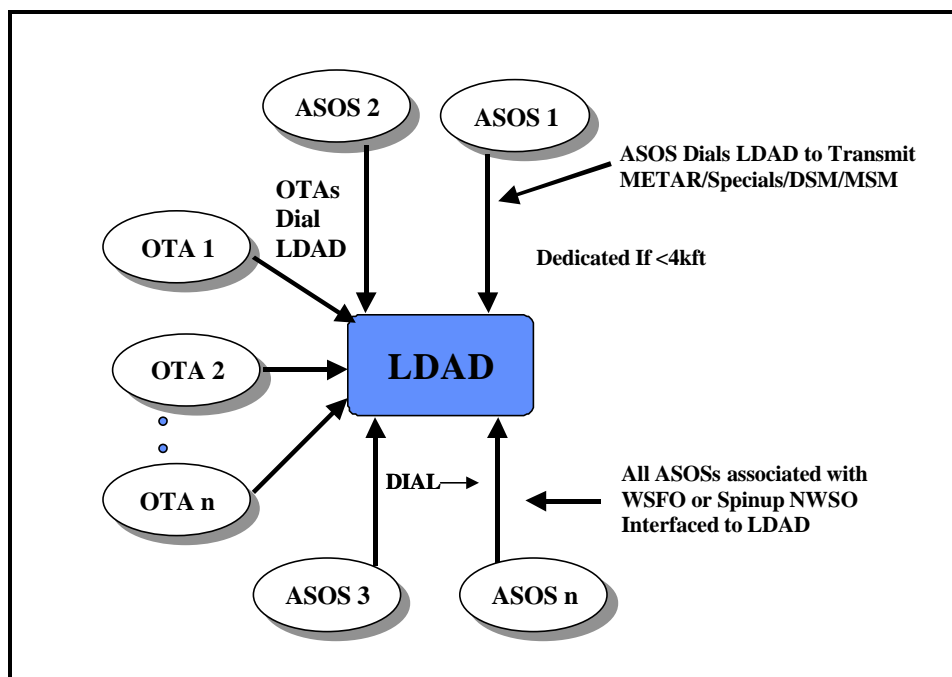 ASOS 2
ASOS 1
ASOS Dials LDAD to Transmit
METAR/Specials/DSM/MSM
OTAs
Dial
LDAD
OTA 1
Dedicated If <4kft
LDAD
OTA 2
OTA n
DIAL
All ASOSs associated with
WSFO or Spinup NWSO
Interfaced to LDAD
ASOS 3
ASOS n